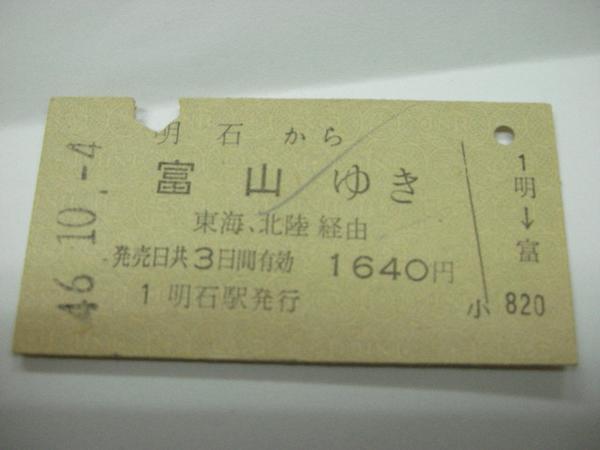 46.10.-4
明石から
富山ゆき
東海、北陸経由
発売日共3日間有効 1640円
1 明石駅発行
1
明
↓
富
小 820